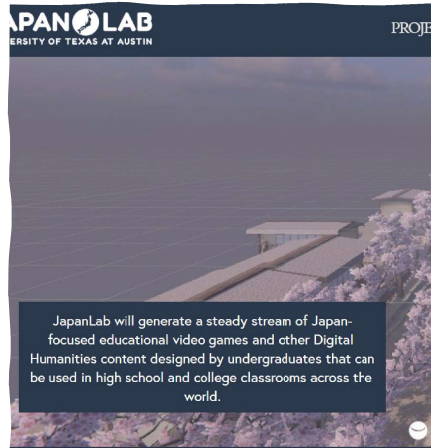 APAN LAB
ERSITY OF TEXAS AT AUSTIN
PROJE
JapanLab will generate a steady stream of Japan-
focused educational video games and other Digital
Humanities content designed by undergraduates that can
be used in high school and college classrooms across the
world.